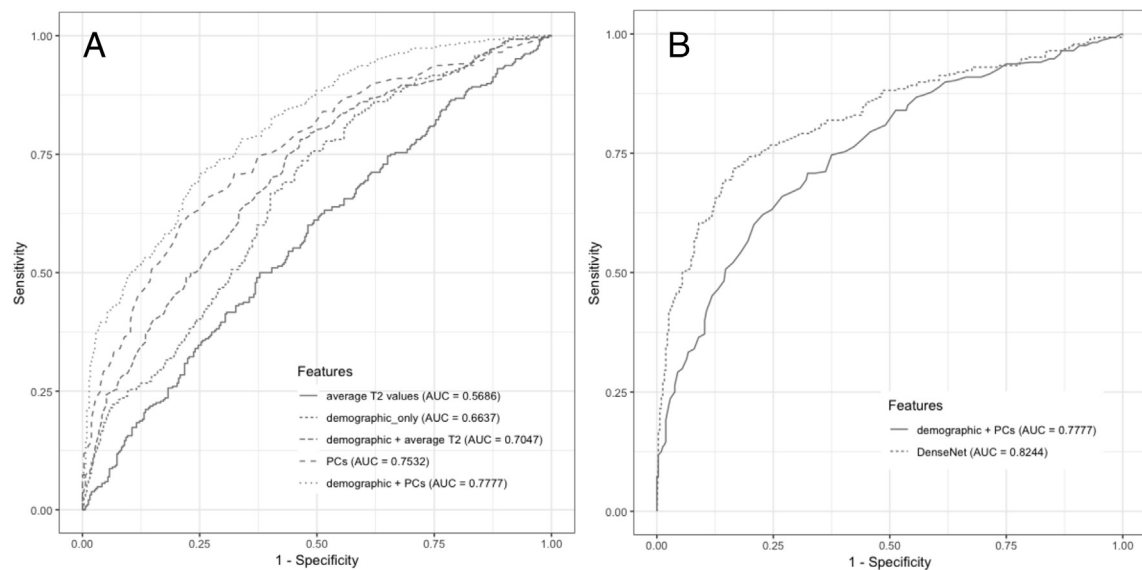 A
1.00
0.75
0.50
0.25
0.00
Sensitivity
Features
average T2 values (AUC = 0.5686)
demographic_only (AUC = 0.6637)
demographic + average T2 (AUC = 0.7047)
PCs (AUC = 0.7532)
demographic + PCs (AUC = 0.7777)
0.00 0.25 0.50 0.75 1.00
1 - Specificity
B
1.00
0.75
0.50
0.25
0.00
Sensitivity
Features
demographic + PCs (AUC = 0.7777)
DenseNet (AUC = 0.8244)
0.00 0.25 0.50 0.75 1.00
1 - Specificity